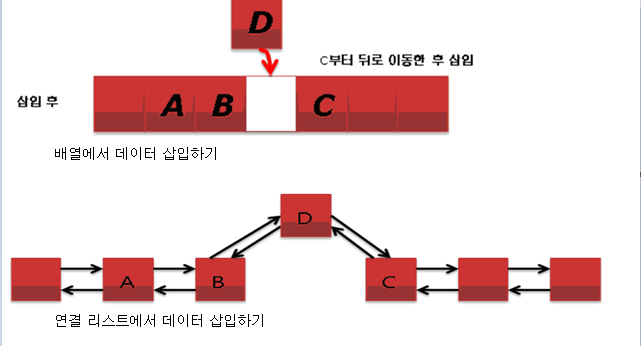 D
C부터 뒤로 이동한 후 삽입
삽입 후
A B C
배열에서 데이터 삽입하기
D
A B C
연결 리스트에서 데이터 삽입하기